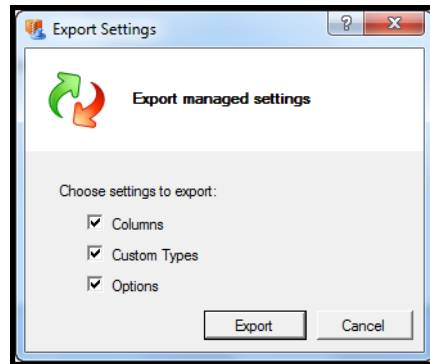 Export Settings
?
X
Export managed settings
Choose settings to export:
Columns
Custom Types
Options
Export Cancel